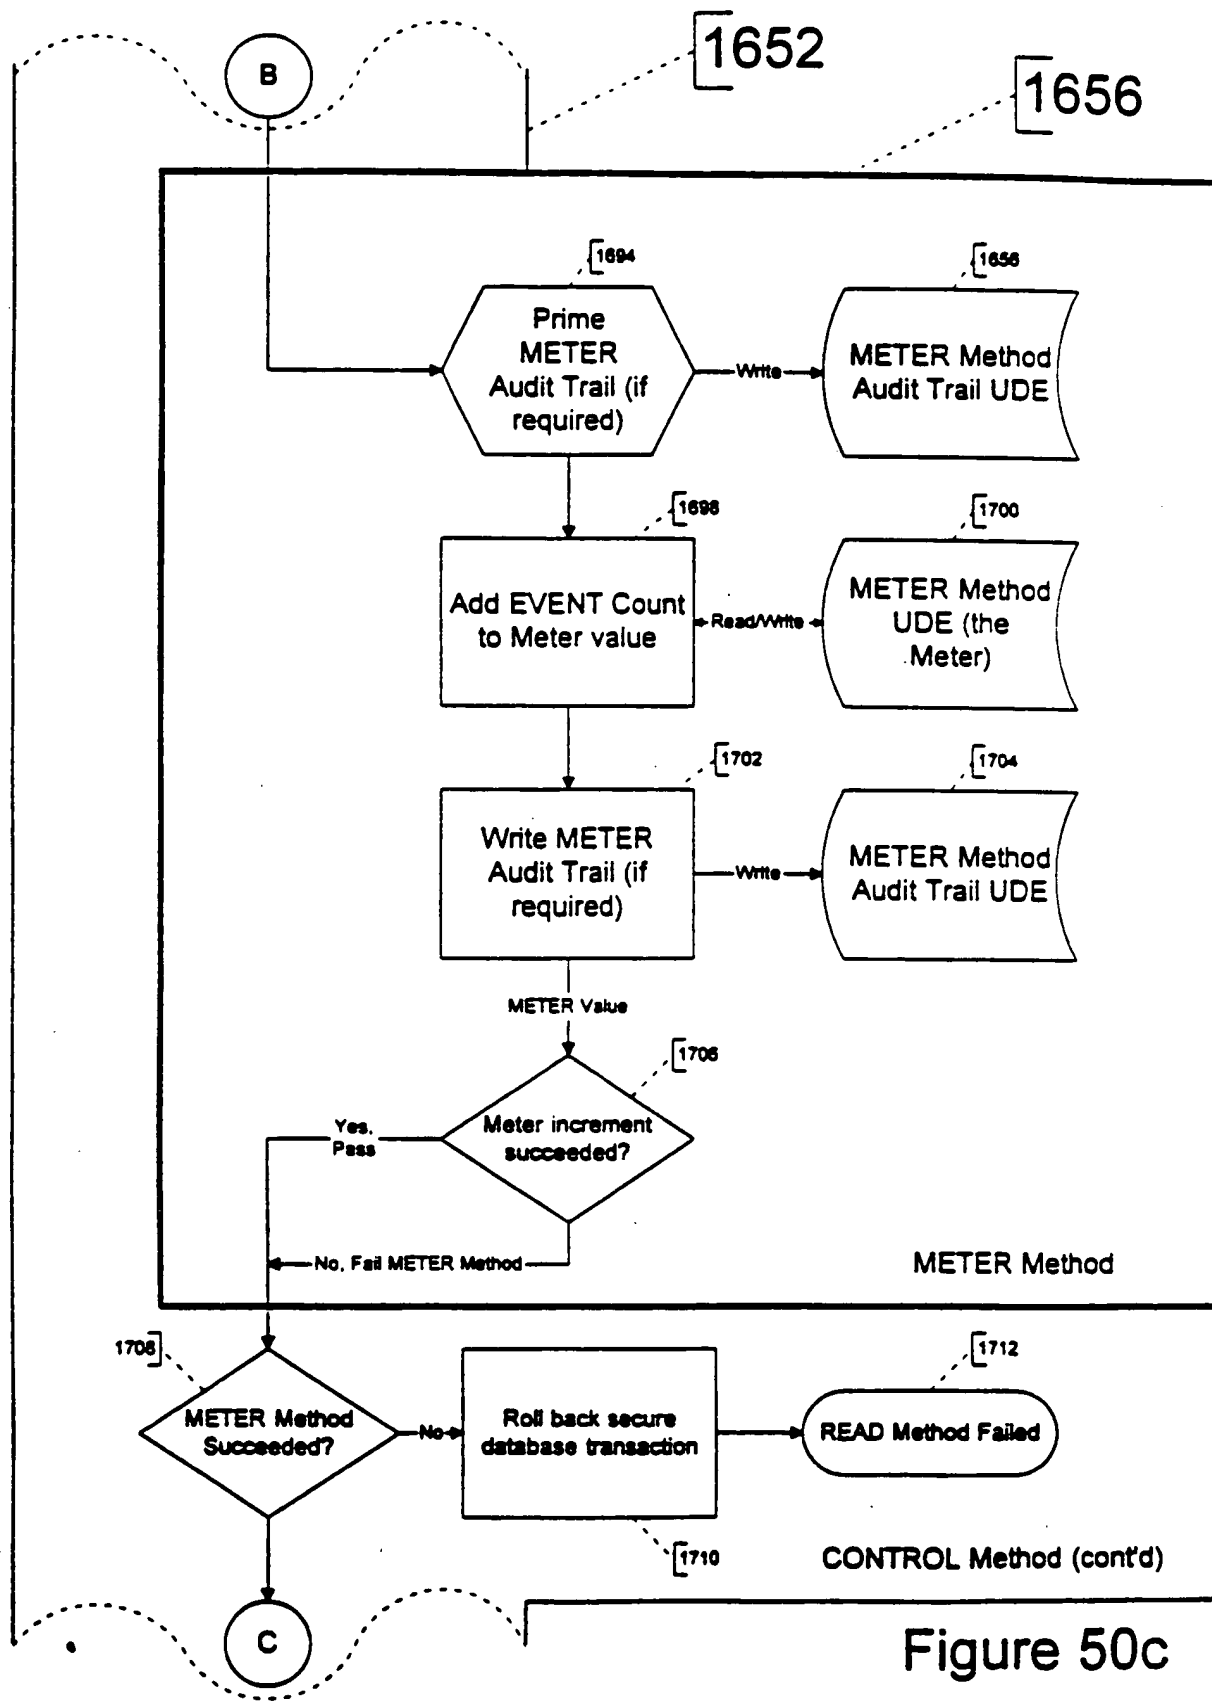 B
1652
1656
1694
1656
Prime
METER
Audit Trail (if
required)
Write
METER Method
Audit Trail UDE
1698
1700
Add EVENT Count
to Meter value
Read/Write
METER Method
UDE (the
Meter)
1702
1704
Write METER
Audit Trail (if
required)
Write
METER Method
Audit Trail UDE
METER Value
1706
Meter increment
succeeded?
Yes,
Pass
No, Fail METER Method
METER Method
1708
1712
METER Method
Succeeded?
No
Roll back secure
database transaction
READ Method Failed
1710
CONTROL Method (cont'd)
C
Figure 50c